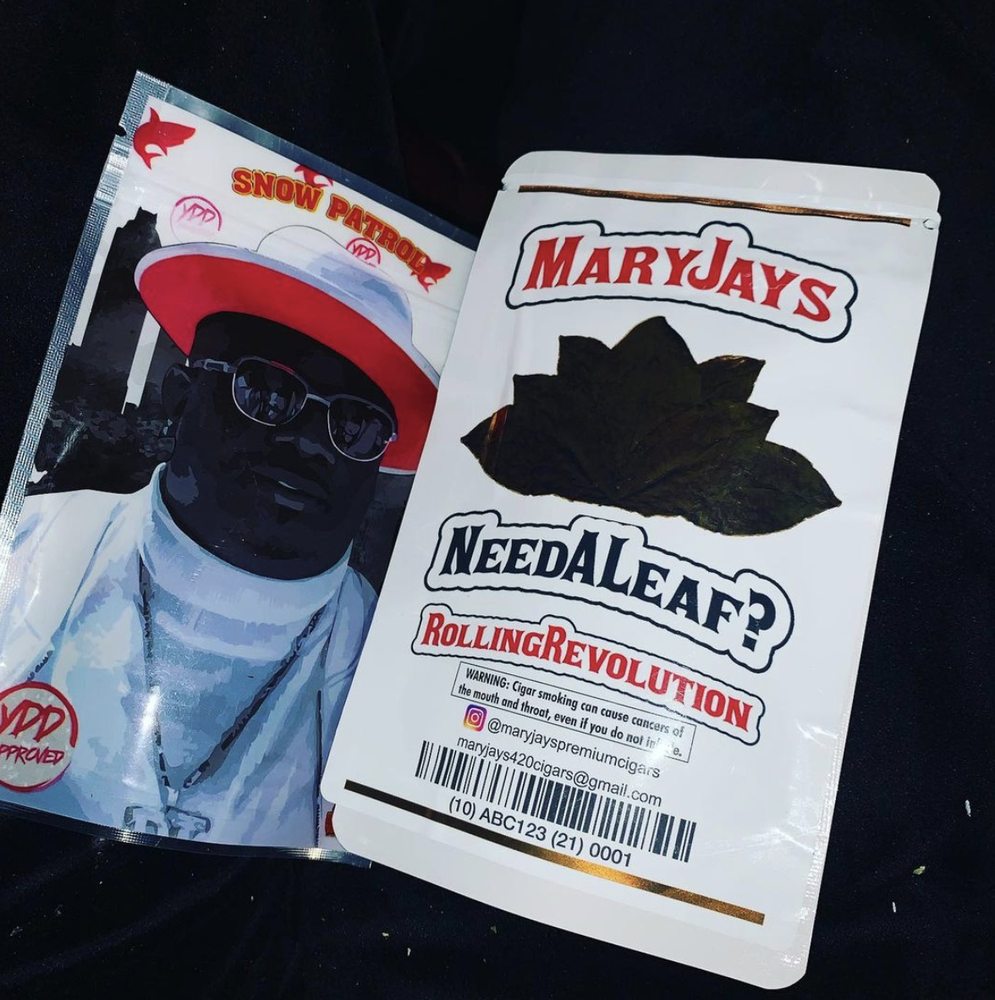 SNOW PATROL
YDD
YDD
YDD
APPROVED
MARYJAYS
NEEDALEAF?
ROLLINGREVOLUTION
WARNING: Cigar smoking can cause cancers of
the mouth and throat, even if you do not inhale.
@maryjayspremiumcigars
maryjays420cigars@gmail.com
(10) ABC123 (21) 0001